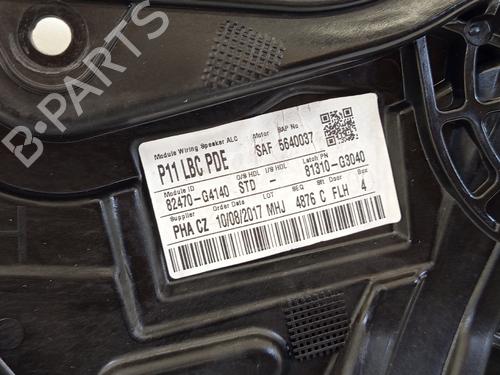 B-PARTS
Module Wiring Speaker ALC Motor SAP No
P11 LBC PDE SAF 5640037
Module ID O/S HDL I/S HDL Latch PN
82470-G4140 STD - 81310-G3040
Supplier Order Date LOT SEQ BR Door Box
PHA CZ 10/08/2017 MHJ 4876 C FLH 4